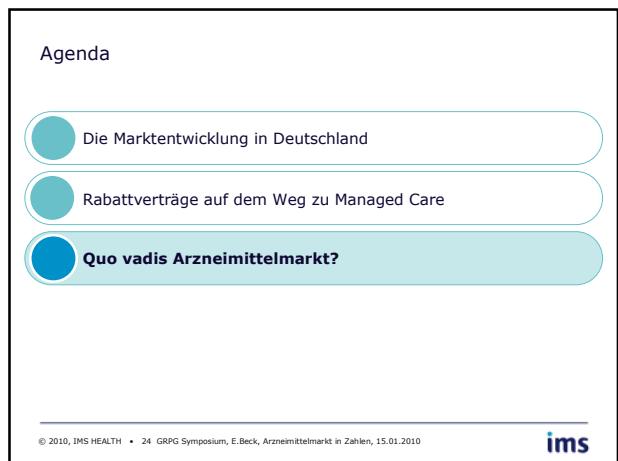 Agenda
Die Marktentwicklung in Deutschland
Rabattverträge auf dem Weg zu Managed Care
Quo vadis Arzneimittelmarkt?
© 2010, IMS HEALTH • 24 GRPG Symposium, E.Beck, Arzneimittelmarkt in Zahlen, 15.01.2010
ims